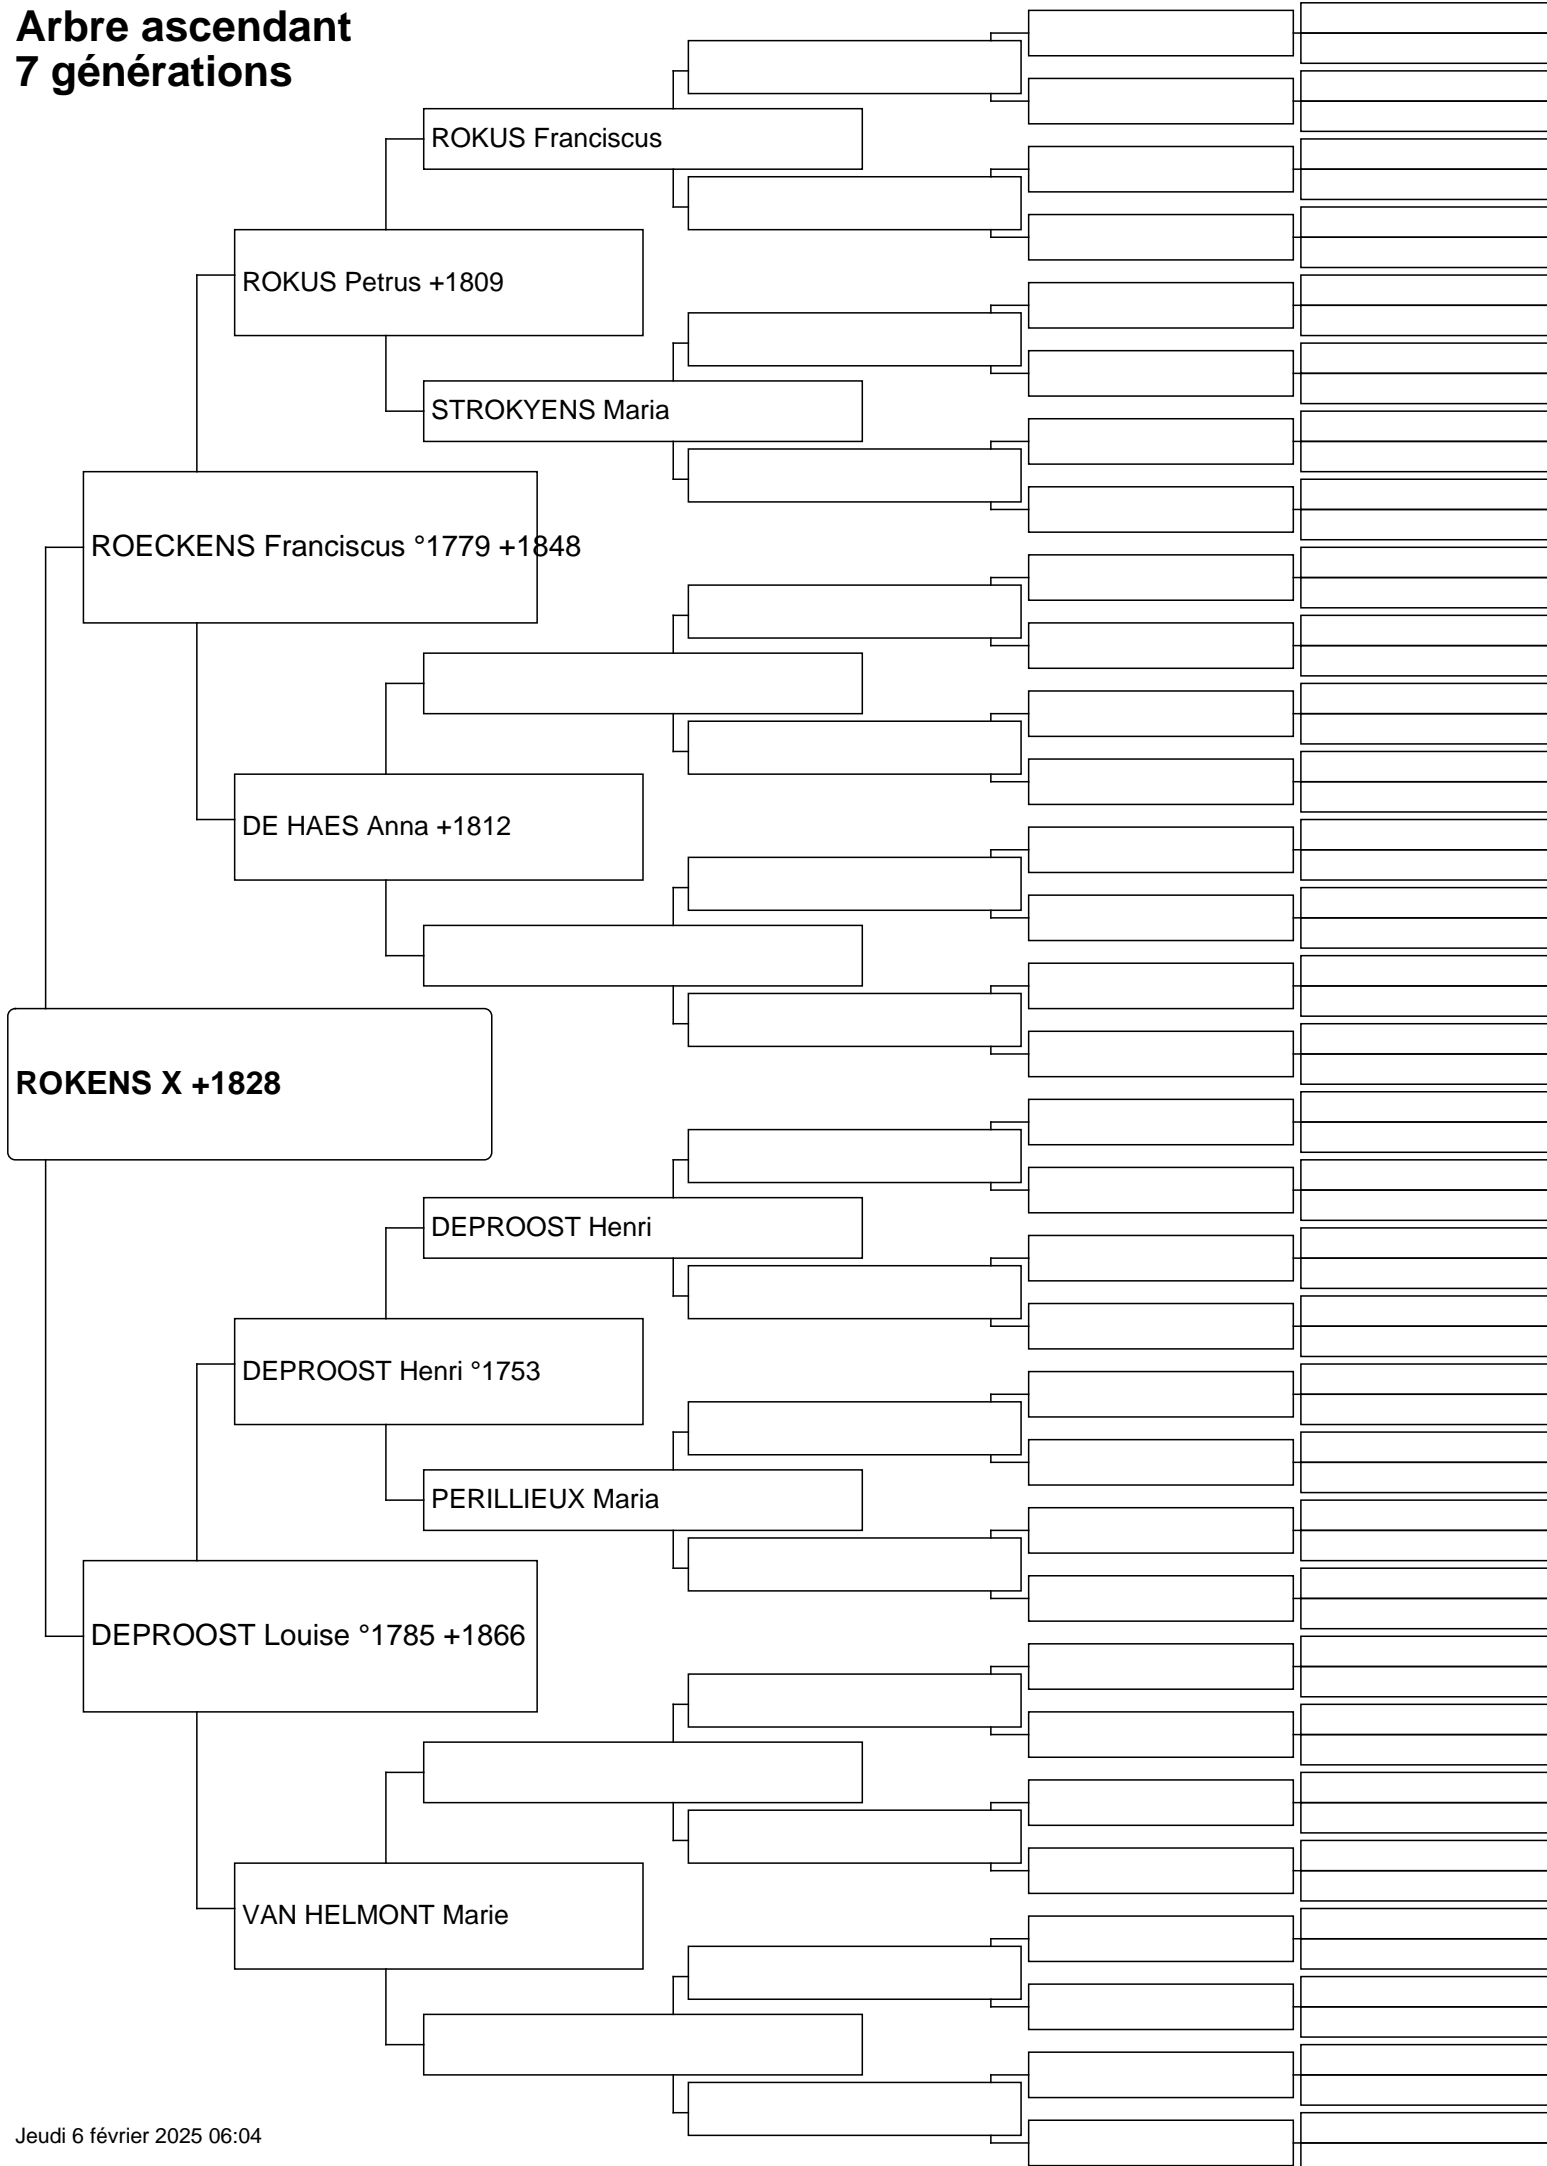 Arbre ascendant
7 générations
ROKUS Franciscus
ROKUS Petrus +1809
STROKYENS Maria
ROECKENS Franciscus °1779 +1848
DE HAES Anna +1812
ROKENS X +1828
DEPROOST Henri
DEPROOST Henri °1753
PERILLIEUX Maria
DEPROOST Louise °1785 +1866
VAN HELMONT Marie
Jeudi 6 février 2025 06:04